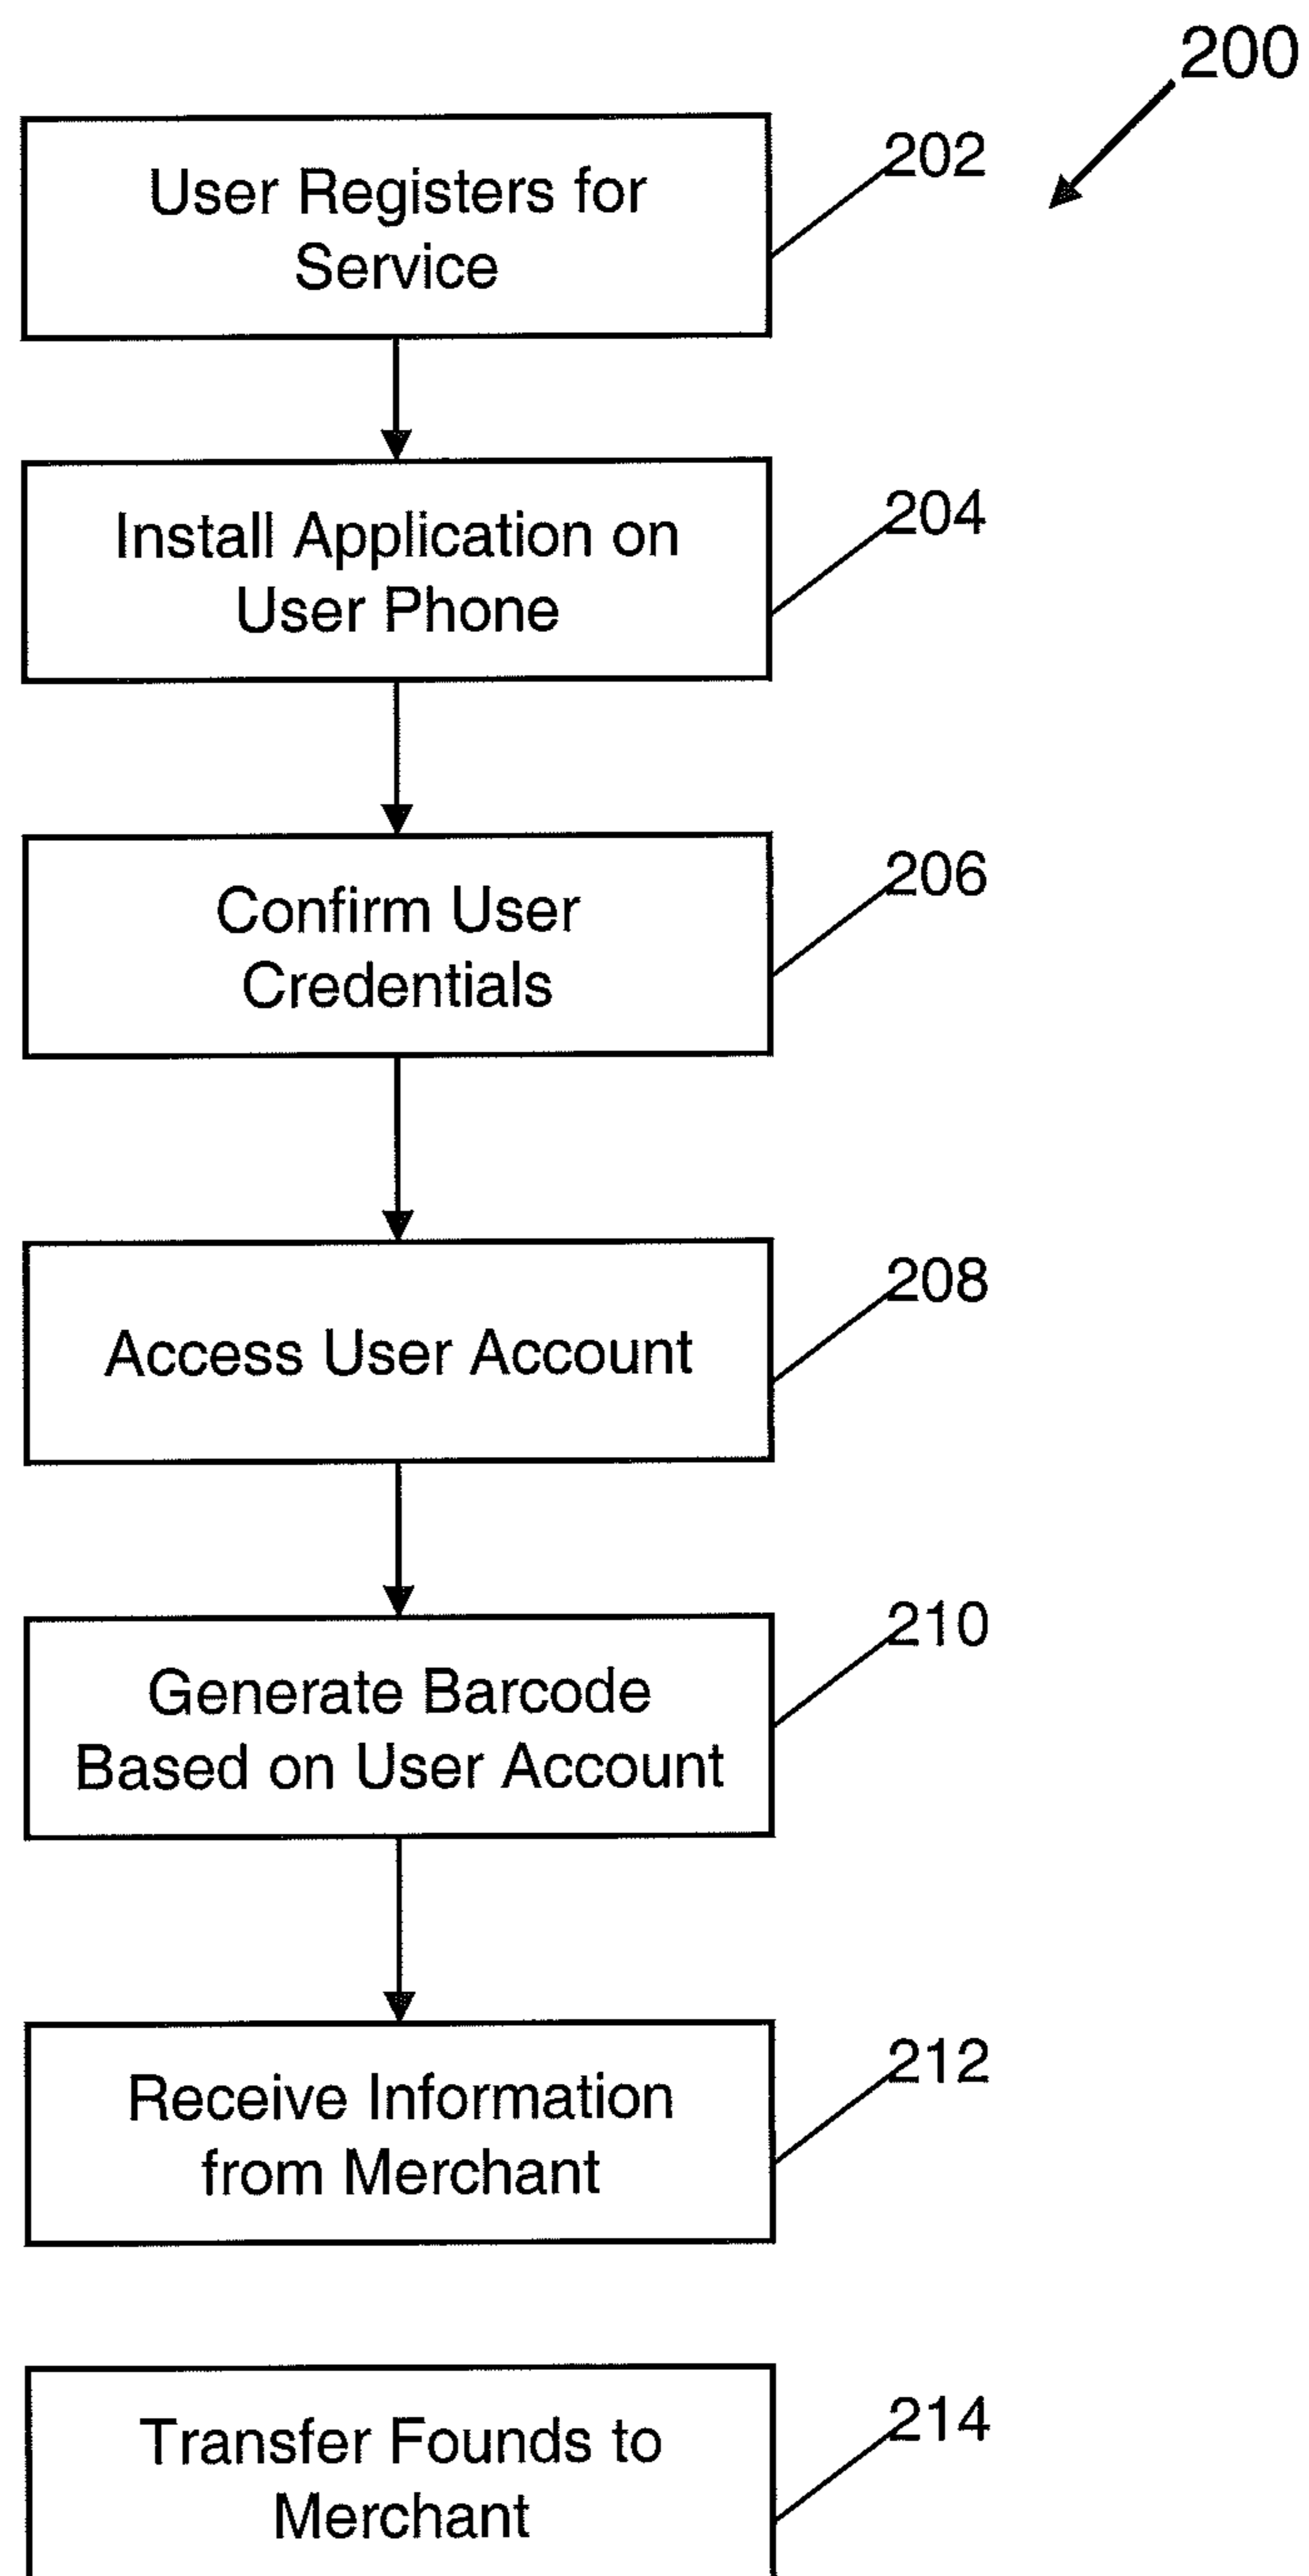 200
User Registers for
Service
202
Install Application on
User Phone
204
Confirm User
Credentials
206
Access User Account
208
Generate Barcode
Based on User Account
210
Receive Information
from Merchant
212
Transfer Founds to
Merchant
214